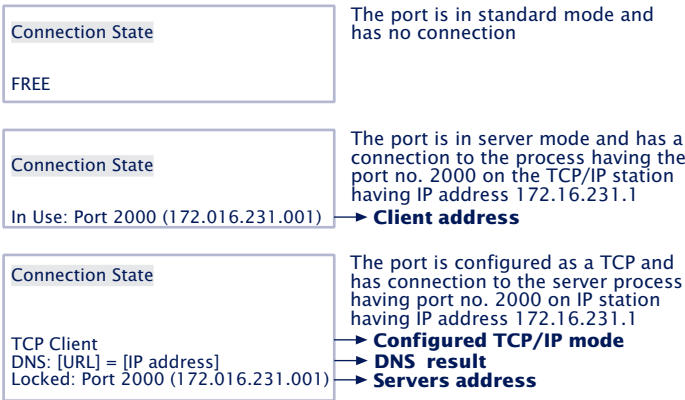 Connection State
FREE
The port is in standard mode and
has no connection
Connection State
In Use: Port 2000 (172.016.231.001)
The port is in server mode and has a
connection to the process having the
port no. 2000 on the TCP/IP station
having IP address 172.16.231.1
Client address
Connection State
TCP Client
DNS: [URL] = [IP address]
Locked: Port 2000 (172.016.231.001)
The port is configured as a TCP and
has connection to the server process
having port no. 2000 on IP station
having IP address 172.16.231.1
Configured TCP/IP mode
DNS result
Servers address